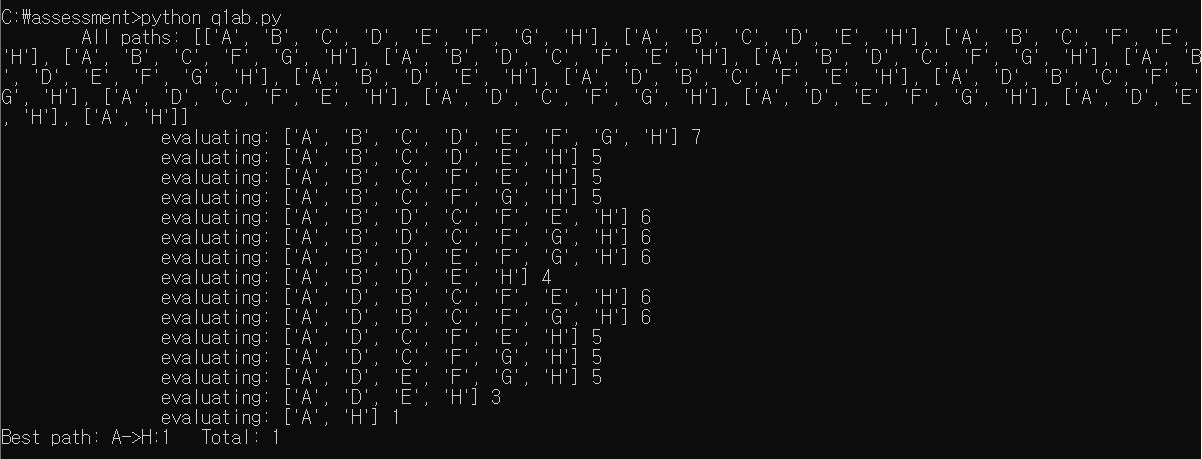 C:₩assessment>python q1ab.py
All paths: [['A', 'B', 'C', 'D', 'E', 'F', 'G', 'H'], ['A', 'B', 'C', 'D', 'E', 'H'], ['A', 'B', 'C', 'F', 'E',
'H'], ['A', 'B', 'C', 'F', 'G', 'H'], ['A', 'B', 'D', 'C', 'F', 'E', 'H'], ['A', 'B', 'D', 'C', 'F', 'G', 'H'], ['A', 'B
', 'D', 'E', 'F', 'G', 'H'], ['A', 'B', 'D', 'E', 'H'], ['A', 'D', 'B', 'C', 'F', 'E', 'H'], ['A', 'D', 'B', 'C', 'F', '
G', 'H'], ['A', 'D', 'C', 'F', 'E', 'H'], ['A', 'D', 'C', 'F', 'G', 'H'], ['A', 'D', 'E', 'F', 'G', 'H'], ['A', 'D', 'E'
, 'H'], ['A', 'H']]
evaluating: ['A', 'B', 'C', 'D', 'E', 'F', 'G', 'H'] 7
evaluating: ['A', 'B', 'C', 'D', 'E', 'H'] 5
evaluating: ['A', 'B', 'C', 'F', 'E', 'H'] 5
evaluating: ['A', 'B', 'C', 'F', 'G', 'H'] 5
evaluating: ['A', 'B', 'D', 'C', 'F', 'E', 'H'] 6
evaluating: ['A', 'B', 'D', 'C', 'F', 'G', 'H'] 6
evaluating: ['A', 'B', 'D', 'E', 'F', 'G', 'H'] 6
evaluating: ['A', 'B', 'D', 'E', 'H'] 4
evaluating: ['A', 'D', 'B', 'C', 'F', 'E', 'H'] 6
evaluating: ['A', 'D', 'B', 'C', 'F', 'G', 'H'] 6
evaluating: ['A', 'D', 'C', 'F', 'E', 'H'] 5
evaluating: ['A', 'D', 'C', 'F', 'G', 'H'] 5
evaluating: ['A', 'D', 'E', 'F', 'G', 'H'] 5
evaluating: ['A', 'D', 'E', 'H'] 3
evaluating: ['A', 'H'] 1
Best path: A->H:1   Total: 1